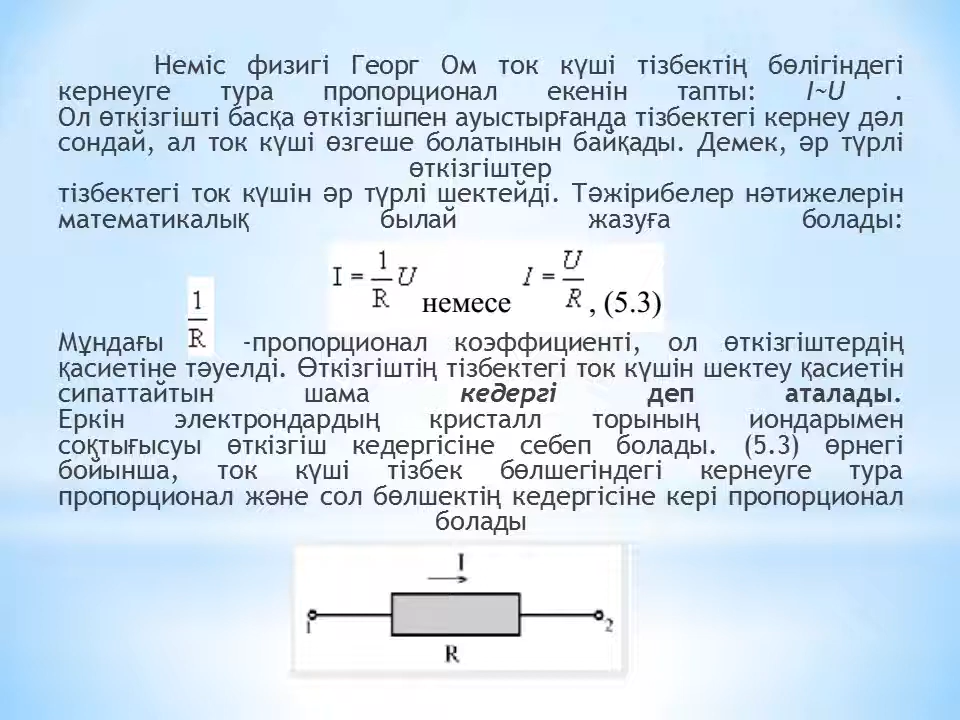 Неміс физигі Георг Ом ток күші тізбектің бөлігіндегі
кернеуге тура пропорционал екенін тапты: I~U .
Ол өткізгішті басқа өткізгішпен ауыстырғанда тізбектегі кернеу дәл
сондай, ал ток күші өзгеше болатынын байқады. Демек, әр түрлі
өткізгіштер
тізбектегі ток күшін әр түрлі шектейді. Тәжірибелер нәтижелерін
математикалық былай жазуға болады:
I = 1/R U немесе I = U/R , (5.3)
Мұндағы 1/R -пропорционал коэффициенті, ол өткізгіштердің
қасиетіне тәуелді. Өткізгіштің тізбектегі ток күшін шектеу қасиетін
сипаттайтын шама кедергі деп аталады.
Еркін электрондардың кристалл торының иондарымен
соқтығысуы өткізгіш кедергісіне себеп болады. (5.3) өрнегі
бойынша, ток күші тізбек бөлшегіндегі кернеуге тура
пропорционал және сол бөлшектің кедергісіне кері пропорционал
болады
I
1 2
R